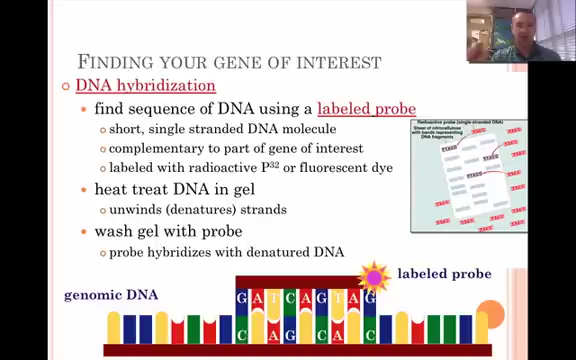 FINDING YOUR GENE OF INTEREST
DNA hybridization
find sequence of DNA using a labeled probe
short, single stranded DNA molecule
complementary to part of gene of interest
labeled with radioactive P³² or fluorescent dye
heat treat DNA in gel
unwinds (denatures) strands
wash gel with probe
probe hybridizes with denatured DNA
Radioactive probe (single-stranded DNA)
Sheet of nitrocellulose
with bands representing
DNA fragments
labeled probe
genomic DNA
G A T C A G T A G
C A G C A C